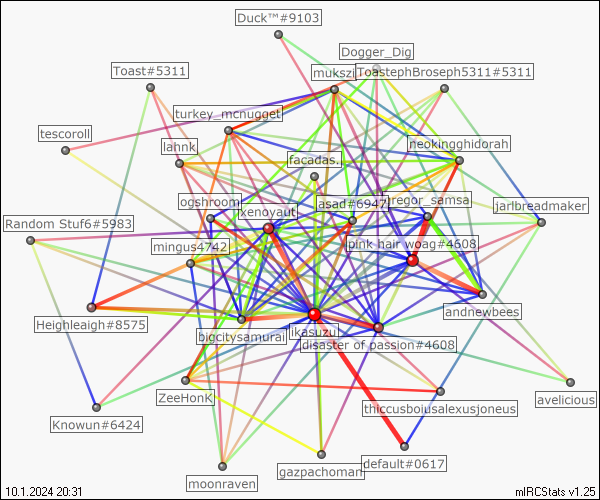 Duck™#9103
Dogger_Dig
Toast#5311
mukszi
ToastephBroseph5311#5311
turkey_mcnugget
tescoroll
lahnk
neokingghidorah
facadas..
ogshroom
asad#6947
gregor_samsa
jarlbreadmaker
xenoyaut
Random Stuf6#5983
mingus4742
pink hair woag#4608
Heighleaigh#8575
bigcitysamurai
Ikasuzu
andnewbees
disaster of passion#4608
ZeeHonk
thiccusboiusalexusjoneus
avelicious
Knowun#6424
gazpachoman
default#0617
moonraven
10.1.2024 20:31
mIRCStats v1.25